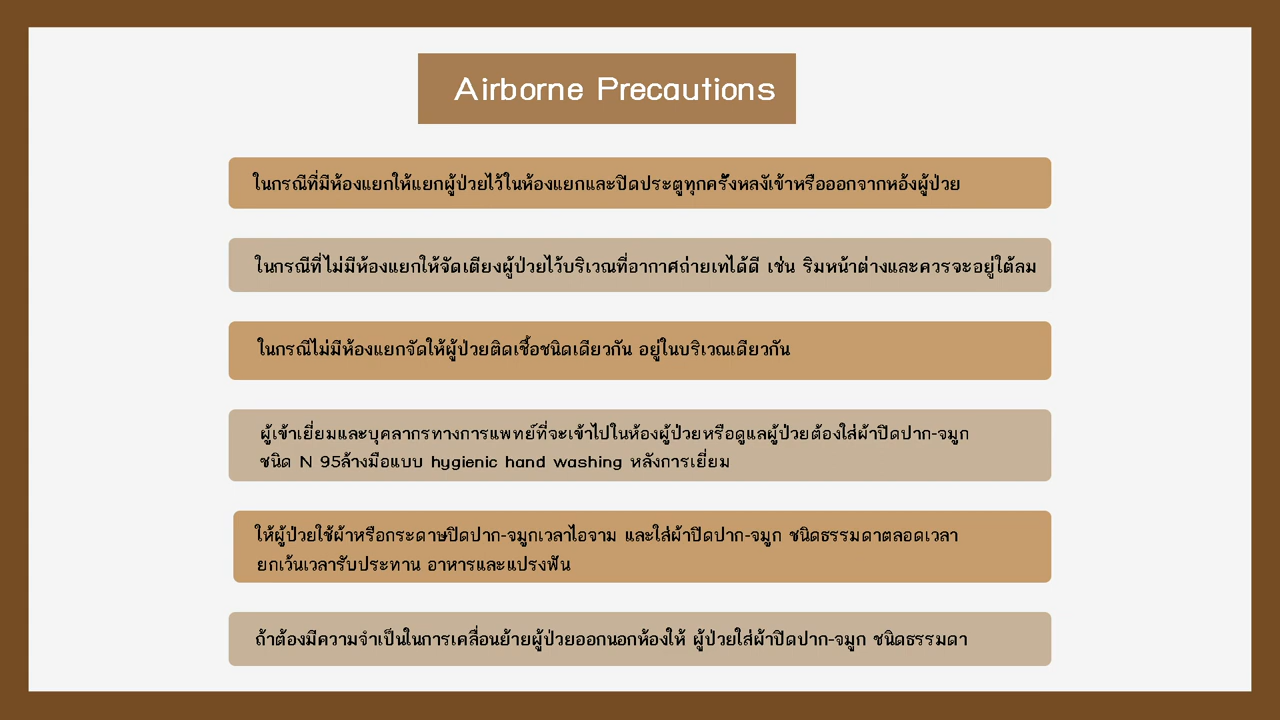 Airborne Precautions
ในกรณีที่มีห้องแยกให้แยกผู้ป่วยไว้ในห้องแยกและปิดประตูทุกครั้งหลังเข้าหรือออกจากหอ้งผู้ป่วย
ในกรณีที่ไม่มีห้องแยกให้จัดเตียงผู้ป่วยไว้บริเวณที่อากาศถ่ายเทได้ดี เช่น ริมหน้าต่างและควรจะอยู่ใต้ลม
ในกรณีไม่มีห้องแยกจัดให้ผู้ป่วยติดเชื้อชนิดเดียวกัน อยู่ในบริเวณเดียวกัน
ผู้เข้าเยี่ยมและบุคลากรทางการแพทย์ที่จะเข้าไปในห้องผู้ป่วยหรือดูแลผู้ป่วยต้องใส่ผ้าปิดปาก-จมูก
ชนิด N 95ล้างมือแบบ hygienic hand washing หลังการเยี่ยม
ให้ผู้ป่วยใช้ผ้าหรือกระดาษปิดปาก-จมูกเวลาไอจาม และใส่ผ้าปิดปาก-จมูก ชนิดธรรมดาตลอดเวลา
ยกเว้นเวลารับประทาน อาหารและแปรงฟัน
ถ้าต้องมีความจำเป็นในการเคลื่อนย้ายผู้ป่วยออกนอกห้องให้ ผู้ป่วยใส่ผ้าปิดปาก-จมูก ชนิดธรรมดา